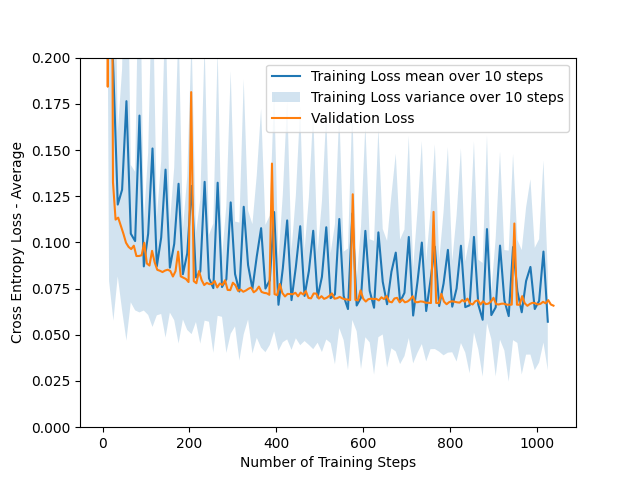 0.200
0.175
0.150
0.125
0.100
0.075
0.050
0.025
0.000
Cross Entropy Loss - Average
Training Loss mean over 10 steps
Training Loss variance over 10 steps
Validation Loss
0 200 400 600 800 1000
Number of Training Steps